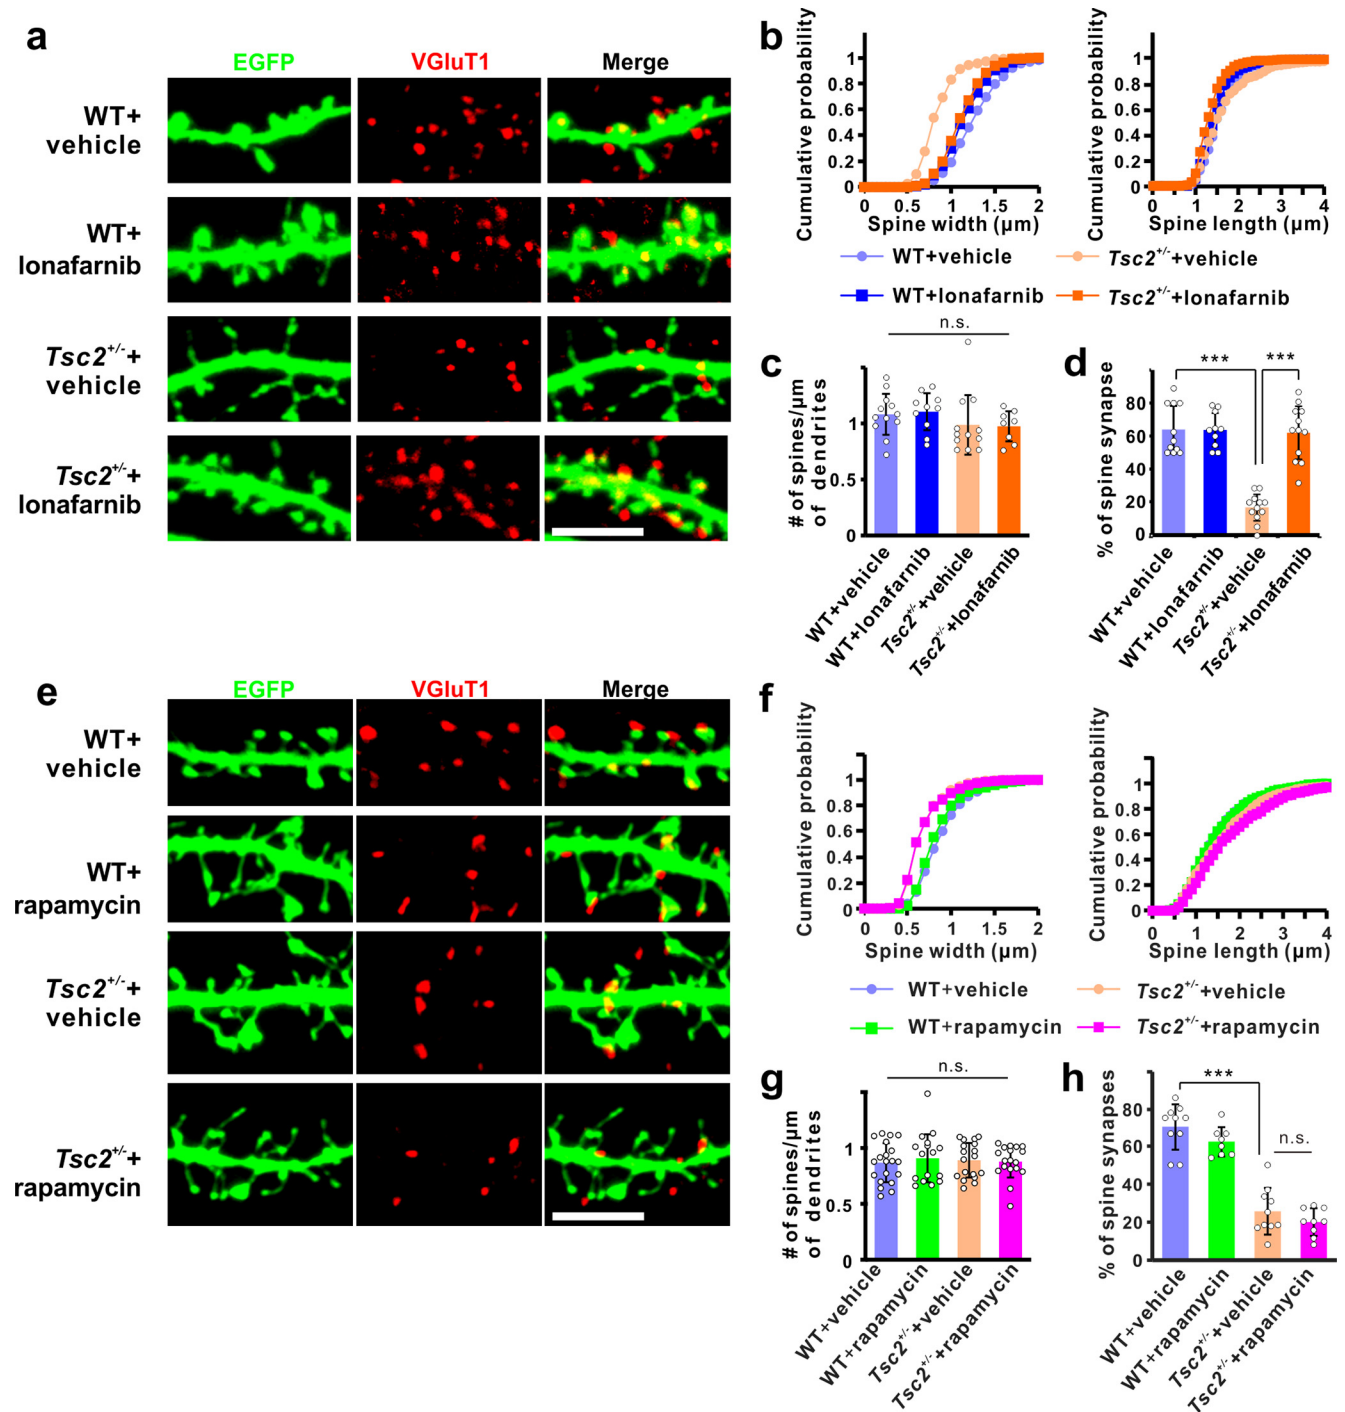 a
EGFP VGluT1 Merge
WT+
vehicle
WT+
lonafarnib
Tsc2+/-+
vehicle
Tsc2+/-+
lonafarnib
b
Cumulative probability
1
0.8
0.6
0.4
0.2
0
0 0.5 1.0 1.5 2
Spine width (µm)
Cumulative probability
1
0.8
0.6
0.4
0.2
0
0 1 2 3 4
Spine length (µm)
WT+vehicle
Tsc2+/-+vehicle
WT+lonafarnib
Tsc2+/-+lonafarnib
c
n.s.
# of spines/µm
of dendrites
1
0.5
0
WT+vehicle
WT+lonafarnib
Tsc2+/-+vehicle
Tsc2+/-+lonafarnib
d
*** ***
% of spine synapse
80
60
40
20
0
WT+vehicle
WT+lonafarnib
Tsc2+/-+vehicle
Tsc2+/-+lonafarnib
e
EGFP VGluT1 Merge
WT+
vehicle
WT+
rapamycin
Tsc2+/-+
vehicle
Tsc2+/-+
rapamycin
f
Cumulative probability
1
0.8
0.6
0.4
0.2
0
0 0.5 1 1.5 2
Spine width (µm)
Cumulative probability
1
0.8
0.6
0.4
0.2
0
0 1 2 3 4
Spine length (µm)
WT+vehicle
Tsc2+/-+vehicle
WT+rapamycin
Tsc2+/-+rapamycin
g
n.s.
# of spines/µm
of dendrites
1
0.5
0
WT+vehicle
WT+rapamycin
Tsc2+/-+vehicle
Tsc2+/-+rapamycin
h
***
n.s.
% of spine synapses
80
60
40
20
0
WT+vehicle
WT+rapamycin
Tsc2+/-+vehicle
Tsc2+/-+rapamycin